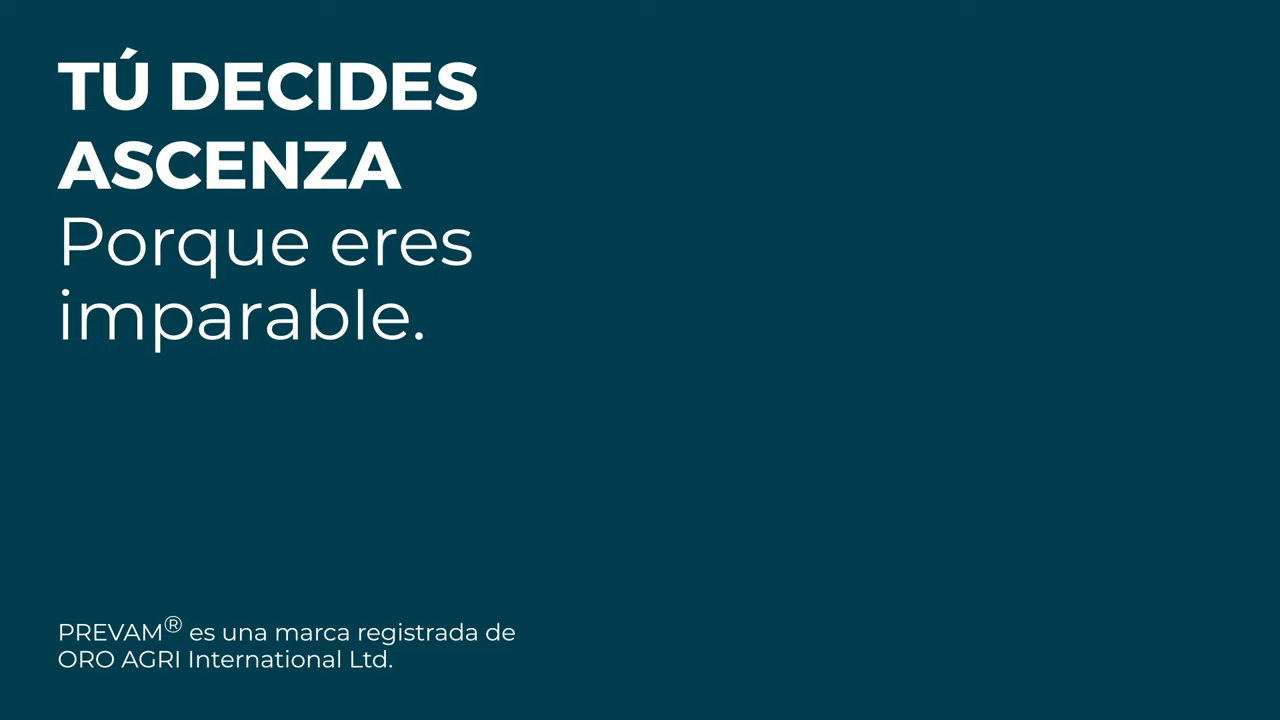 TÚ DECIDES
ASCENZA
Porque eres
imparable.
PREVAM® es una marca registrada de
ORO AGRI International Ltd.